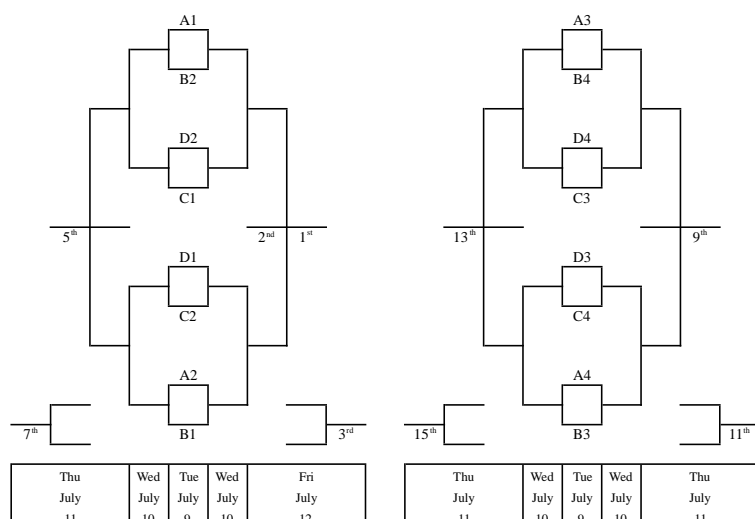 A1
B2
D2
C1
5th 2nd 1st
D1
C2
A2
B1
7th 3rd
Thu Wed Tue Wed Fri
July July July July July
11 10 9 10 12
A3
B4
D4
C3
13th 9th
D3
C4
A4
B3
15th 11th
Thu Wed Tue Wed Thu
July July July July July
11 10 9 10 11